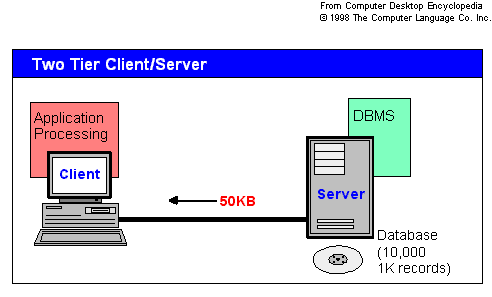 From Computer Desktop Encyclopedia
© 1998 The Computer Language Co. Inc.
Two Tier Client/Server
Application
Processing
Client
50KB
DBMS
Server
Database
(10,000
1K records)